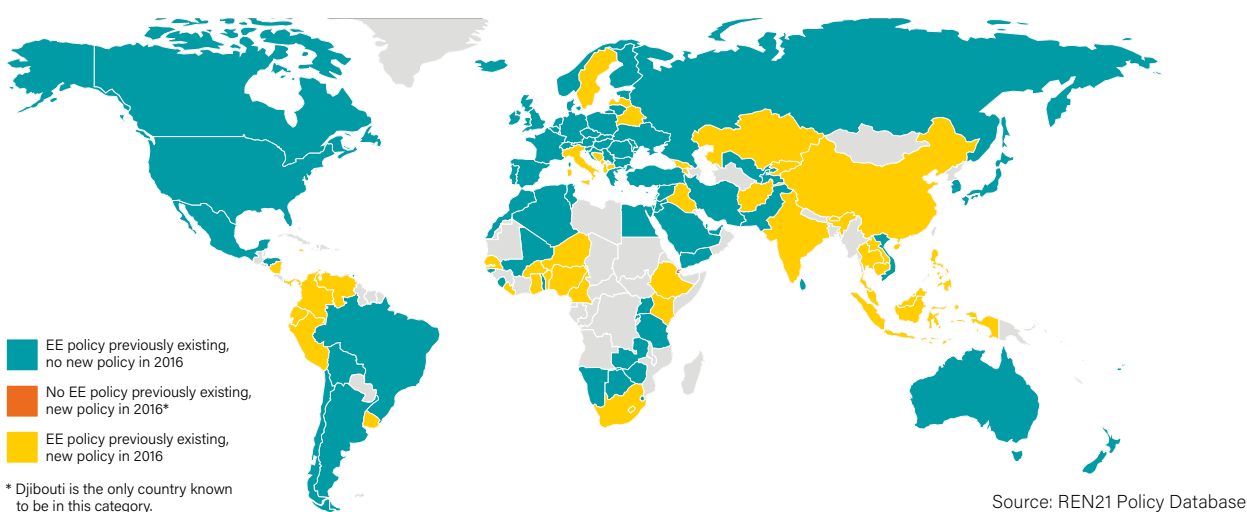 EE policy previously existing,
no new policy in 2016
No EE policy previously existing,
new policy in 2016*
EE policy previously existing,
new policy in 2016
* Djibouti is the only country known
to be in this category.
Source: REN21 Policy Database